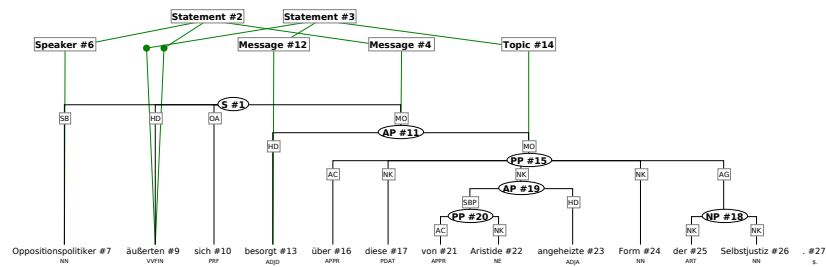 Statement #2 Statement #3
Speaker #6 Message #12 Message #4 Topic #14
S #1
SB HD OA MO
AP #11
HD MO
PP #15
AC NK NK NK AG
AP #19
SBP HD
PP #20 NP #18
AC NK NK NK
Oppositionspolitiker #7 äußerten #9 sich #10 besorgt #13 über #16 diese #17 von #21 Aristide #22 angeheizte #23 Form #24 der #25 Selbstjustiz #26 . #27
NN VVFIN PRF ADJD APPR PDAT APPR NE ADJA NN ART NN $.